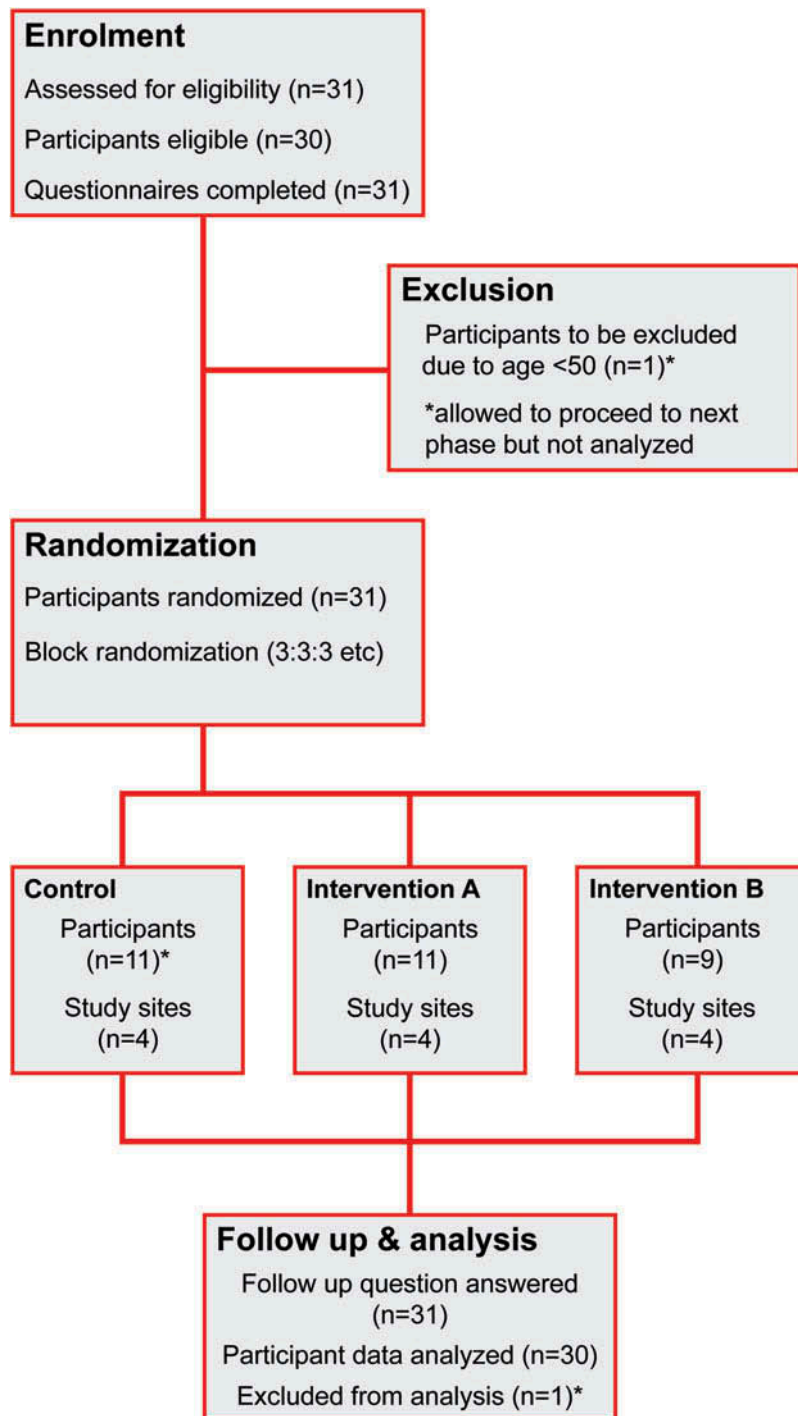 Enrolment
Assessed for eligibility (n=31)
Participants eligible (n=30)
Questionnaires completed (n=31)
Exclusion
Participants to be excluded
due to age <50 (n=1)*
*allowed to proceed to next
phase but not analyzed
Randomization
Participants randomized (n=31)
Block randomization (3:3:3 etc)
Control
Participants
(n=11)*
Study sites
(n=4)
Intervention A
Participants
(n=11)
Study sites
(n=4)
Intervention B
Participants
(n=9)
Study sites
(n=4)
Follow up & analysis
Follow up question answered
(n=31)
Participant data analyzed (n=30)
Excluded from analysis (n=1)*